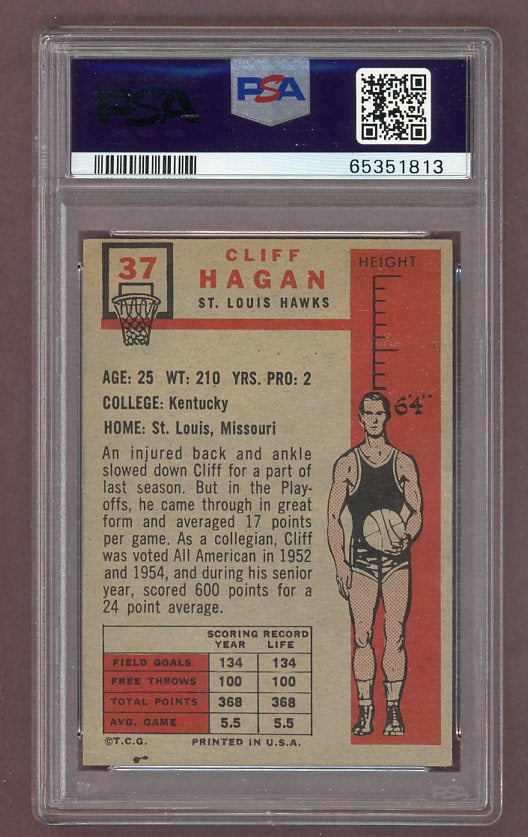 PSA
PSA
65351813
37
CLIFF
HAGAN
ST. LOUIS HAWKS
HEIGHT
6'4"
AGE: 25 WT: 210 YRS. PRO: 2
COLLEGE: Kentucky
HOME: St. Louis, Missouri
An injured back and ankle
slowed down Cliff for a part of
last season. But in the Play-
offs, he came through in great
form and averaged 17 points
per game. As a collegian, Cliff
was voted All American in 1952
and 1954, and during his senior
year, scored 600 points for a
24 point average.
SCORING RECORD
YEAR LIFE
FIELD GOALS 134 134
FREE THROWS 100 100
TOTAL POINTS 368 368
AVG. GAME 5.5 5.5
©T.C.G. PRINTED IN U.S.A.
PSA